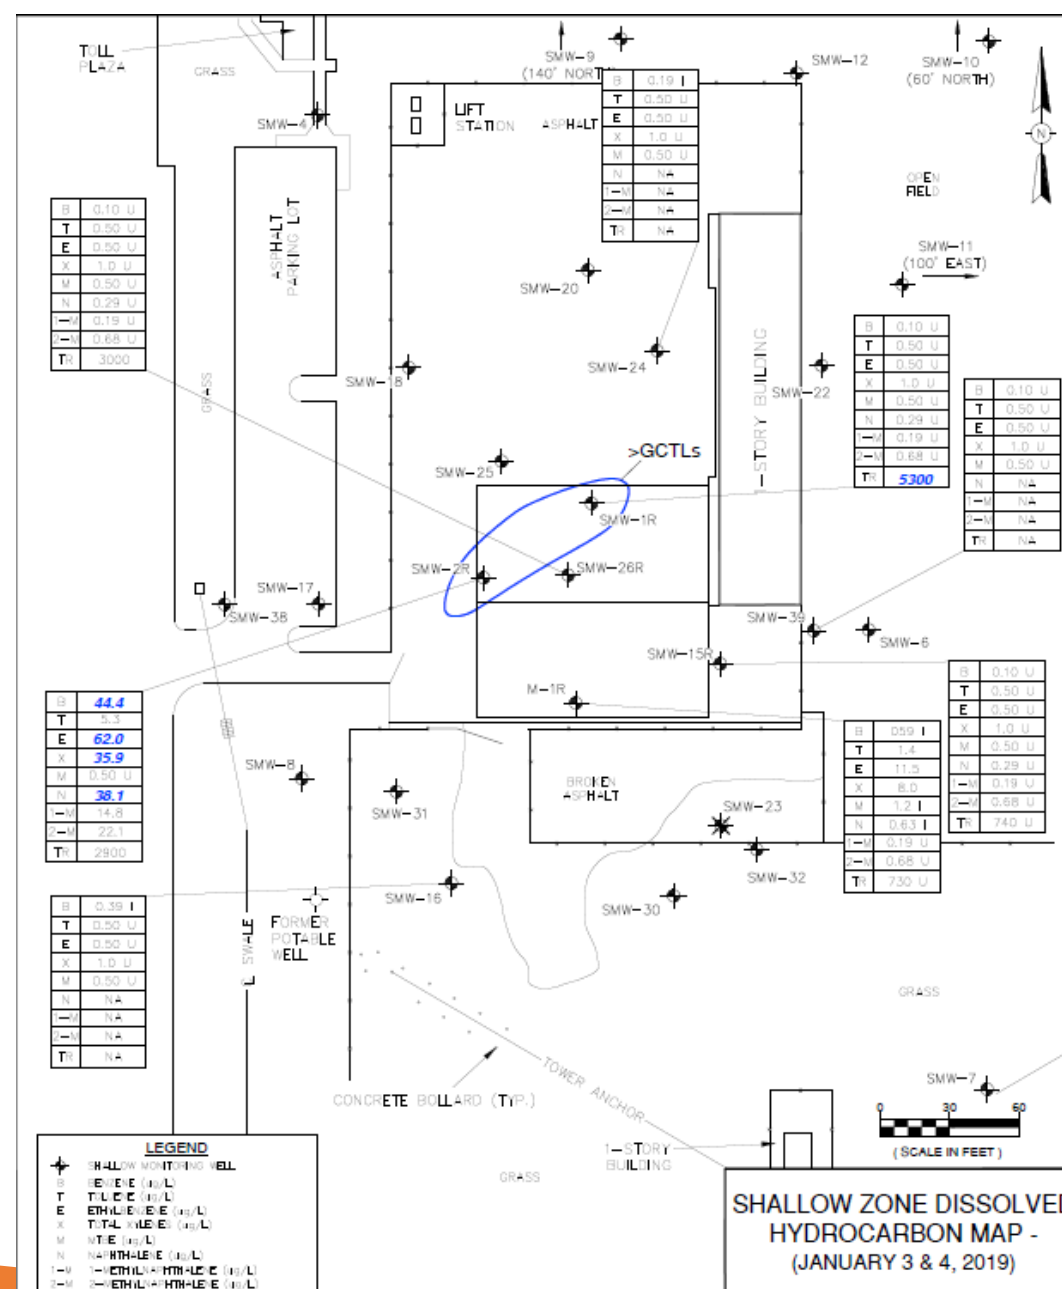 TOLL
PLAZA
GRASS
SMW-9
(140' NORTH)
SMW-12
SMW-10
(60' NORTH)
N
SMW-4
LIFT
STATION
ASPHALT
B 0.19 I
T 0.50 U
E 0.50 U
X 1.0 U
M 0.50 U
N NA
1-M NA
2-M NA
TR NA
OPEN
FIELD
ASPHALT
PARKING LOT
B 0.10 U
T 0.50 U
E 0.50 U
X 1.0 U
M 0.50 U
N 0.29 U
1-M 0.19 U
2-M 0.68 U
TR 3000
SMW-11
(100' EAST)
SMW-20
SMW-24
SMW-18
GRASS
1-STORY BUILDING
SMW-22
B 0.10 U
T 0.50 U
E 0.50 U
X 1.0 U
M 0.50 U
N 0.29 U
1-M 0.19 U
2-M 0.68 U
TR 5300
B 0.10 U
T 0.50 U
E 0.50 U
X 1.0 U
M 0.50 U
N NA
1-M NA
2-M NA
TR NA
>GCTLs
SMW-25
SMW-1R
SMW-2R
SMW-26R
SMW-17
SMW-38
SMW-39
SMW-6
SMW-15R
M-1R
B 44.4
T 5.3
E 62.0
X 35.9
M 0.50 U
N 38.1
1-M 14.8
2-M 22.1
TR 2900
B 0.10 U
T 0.50 U
E 0.50 U
X 1.0 U
M 0.50 U
N 0.29 U
1-M 0.19 U
2-M 0.68 U
TR 740 U
B 059 I
T 1.4
E 11.5
X 8.0
M 1.2 I
N 0.63 I
1-M 0.19 U
2-M 0.68 U
TR 730 U
SMW-8
SMW-31
BROKEN
ASPHALT
SMW-23
SMW-32
SMW-16
SMW-30
B 0.39 I
T 0.50 U
E 0.50 U
X 1.0 U
M 0.50 U
N NA
1-M NA
2-M NA
TR NA
FORMER
POTABLE
WELL
SWALE
GRASS
CONCRETE BOLLARD (TYP.)
TOWER ANCHOR
SMW-7
0 30 60
( SCALE IN FEET )
1-STORY
BUILDING
GRASS
LEGEND
SHALLOW MONITORING WELL
B BENZENE (ug/L)
T TOLUENE (ug/L)
E ETHYLBENZENE (ug/L)
X TOTAL XYLENES (ug/L)
M MTBE (ug/L)
N NAPHTHALENE (ug/L)
1-M 1-METHYLNAPHTHALENE (ug/L)
2-M 2-METHYLNAPHTHALENE (ug/L)
SHALLOW ZONE DISSOLVED
HYDROCARBON MAP -
(JANUARY 3 & 4, 2019)